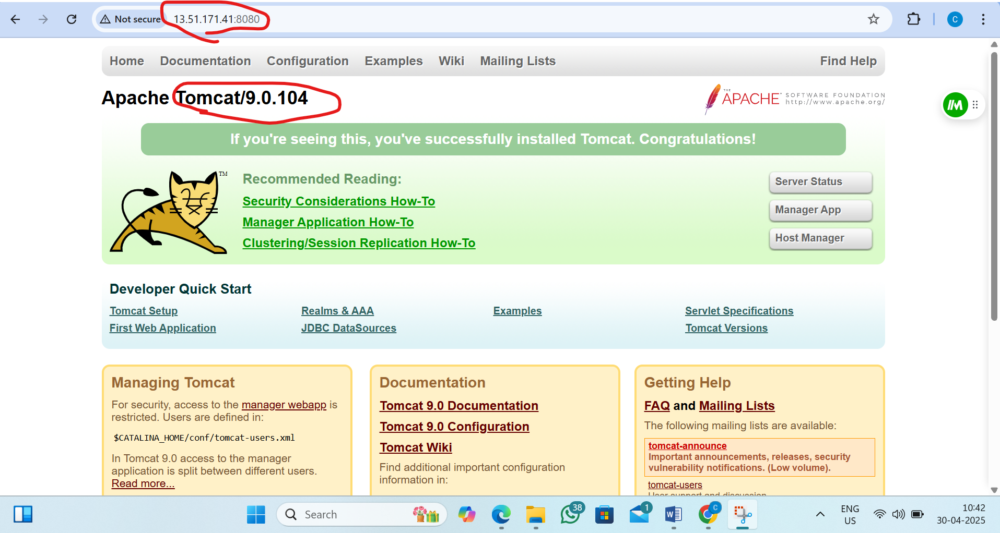 Not secure 13.51.171.41:8080
C
Home Documentation Configuration Examples Wiki Mailing Lists Find Help
Apache Tomcat/9.0.104
THE APACHE SOFTWARE FOUNDATION
http://www.apache.org/
If you're seeing this, you've successfully installed Tomcat. Congratulations!
TM
Recommended Reading:
Security Considerations How-To
Manager Application How-To
Clustering/Session Replication How-To
Server Status
Manager App
Host Manager
Developer Quick Start
Tomcat Setup
First Web Application
Realms & AAA
JDBC DataSources
Examples
Servlet Specifications
Tomcat Versions
Managing Tomcat
For security, access to the manager webapp is
restricted. Users are defined in:
$CATALINA_HOME/conf/tomcat-users.xml
In Tomcat 9.0 access to the manager
application is split between different users.
Read more...
Documentation
Tomcat 9.0 Documentation
Tomcat 9.0 Configuration
Tomcat Wiki
Find additional important configuration
information in:
Getting Help
FAQ and Mailing Lists
The following mailing lists are available:
tomcat-announce
Important announcements, releases, security
vulnerability notifications. (Low volume).
tomcat-users
User support and discussion
Search
38
1
W
C
ENG
US
10:42
30-04-2025